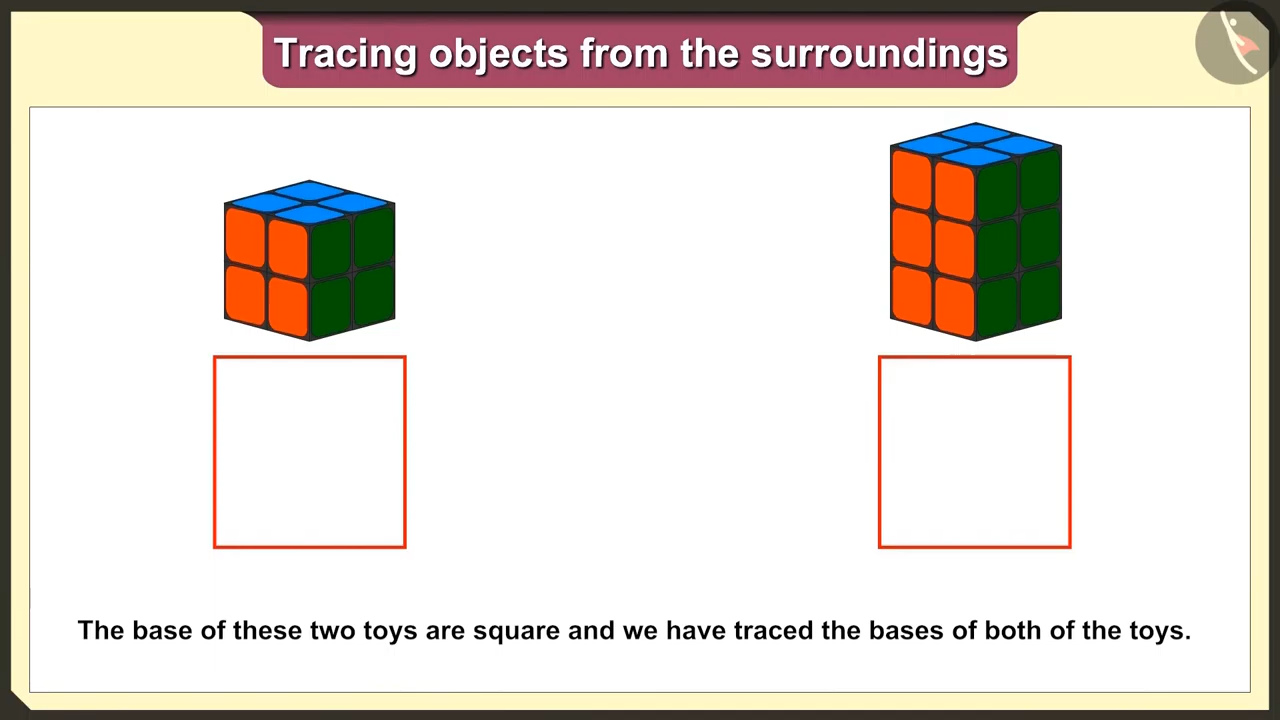 Tracing objects from the surroundings
The base of these two toys are square and we have traced the bases of both of the toys.